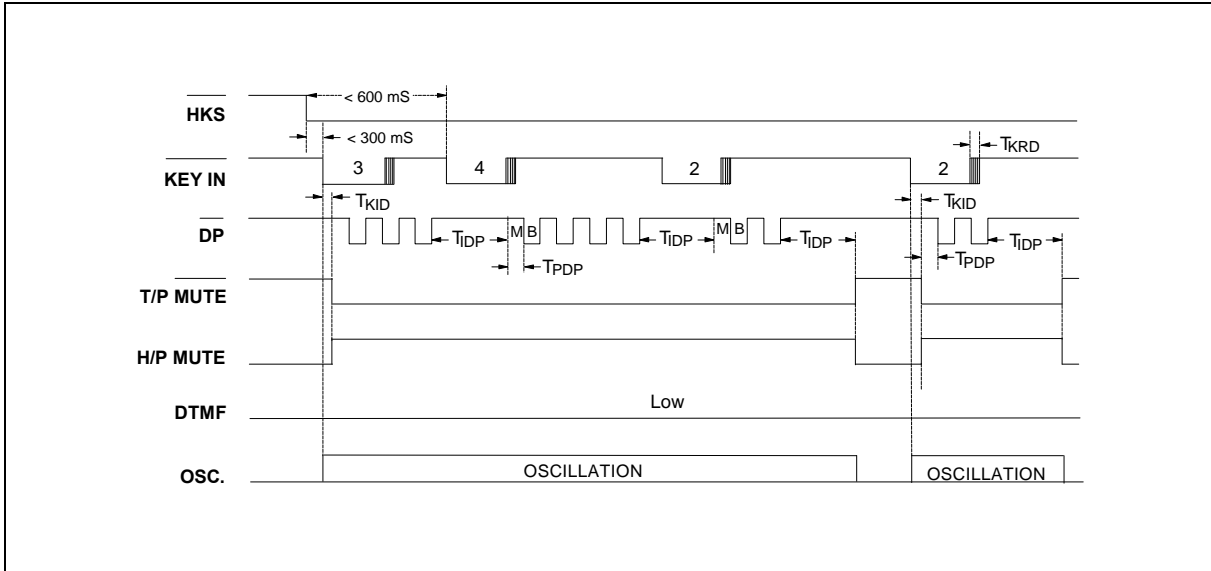 HKS
< 600 mS
< 300 mS
KEY IN
3
4
2
2
TKRD
TKID
TKID
DP
TIDP
M B
TIDP
M B
TIDP
TIDP
TPDP
TPDP
T/P MUTE
H/P MUTE
DTMF
Low
OSC.
OSCILLATION
OSCILLATION